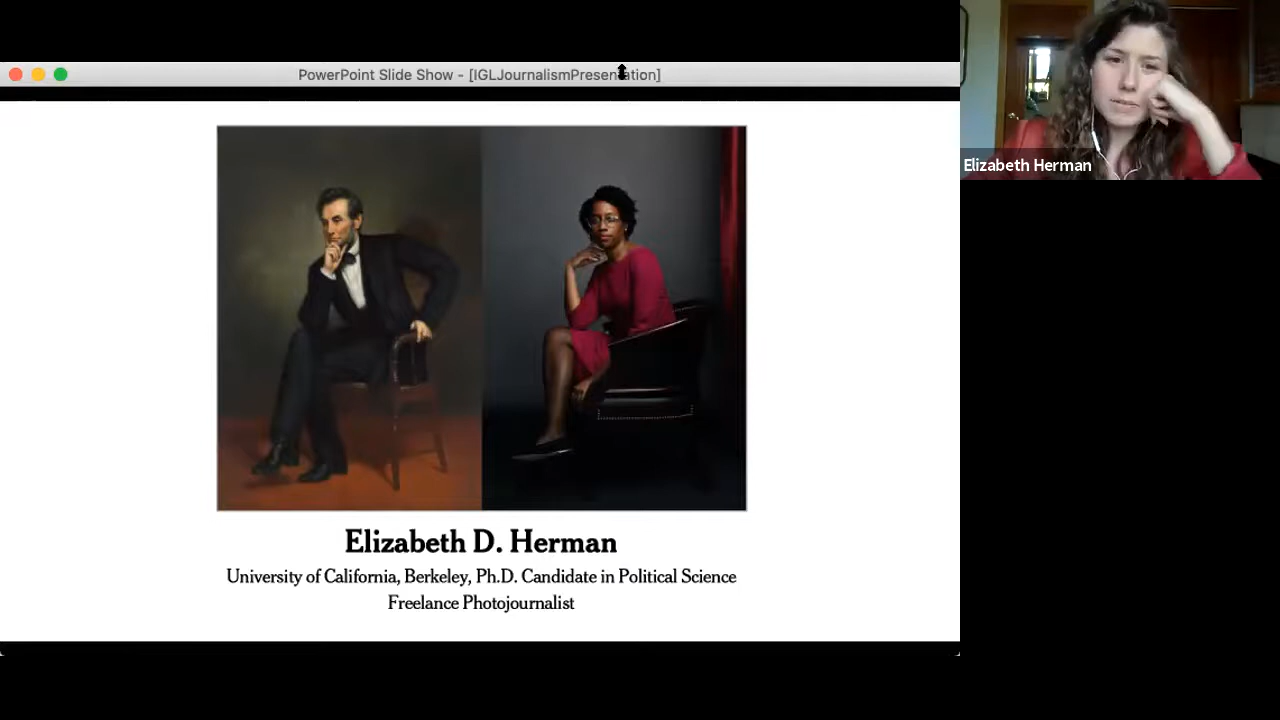 PowerPoint Slide Show - [IGLJournalismPresentation]
Elizabeth Herman
Elizabeth D. Herman
University of California, Berkeley, Ph.D. Candidate in Political Science
Freelance Photojournalist